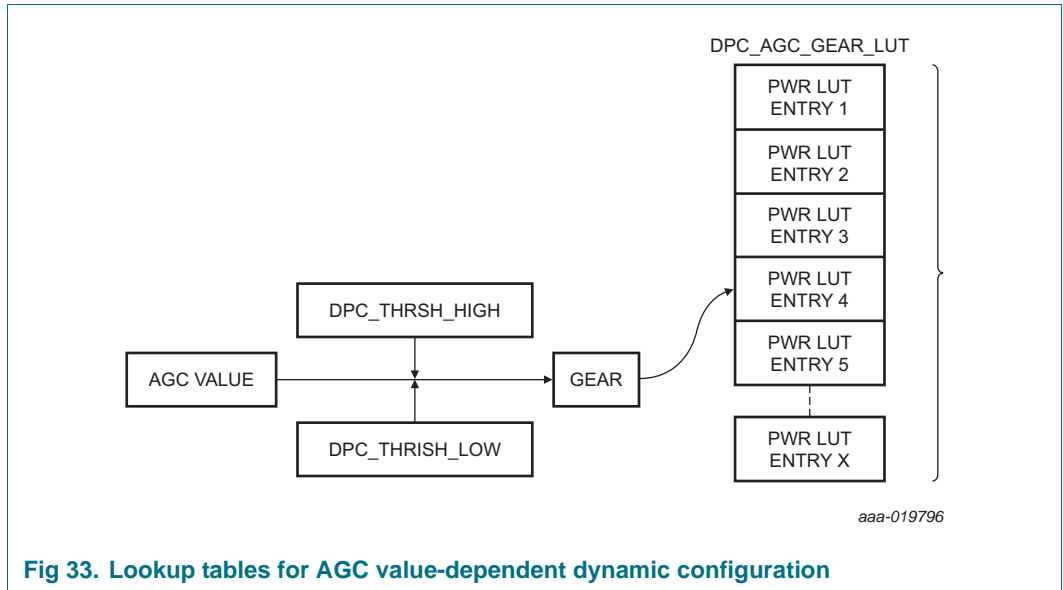 DPC_AGC_GEAR_LUT
PWR LUT
ENTRY 1
PWR LUT
ENTRY 2
PWR LUT
ENTRY 3
PWR LUT
ENTRY 4
PWR LUT
ENTRY 5
PWR LUT
ENTRY X
DPC_THRSH_HIGH
AGC VALUE
GEAR
DPC_THRISH_LOW
aaa-019796
Fig 33. Lookup tables for AGC value-dependent dynamic configuration